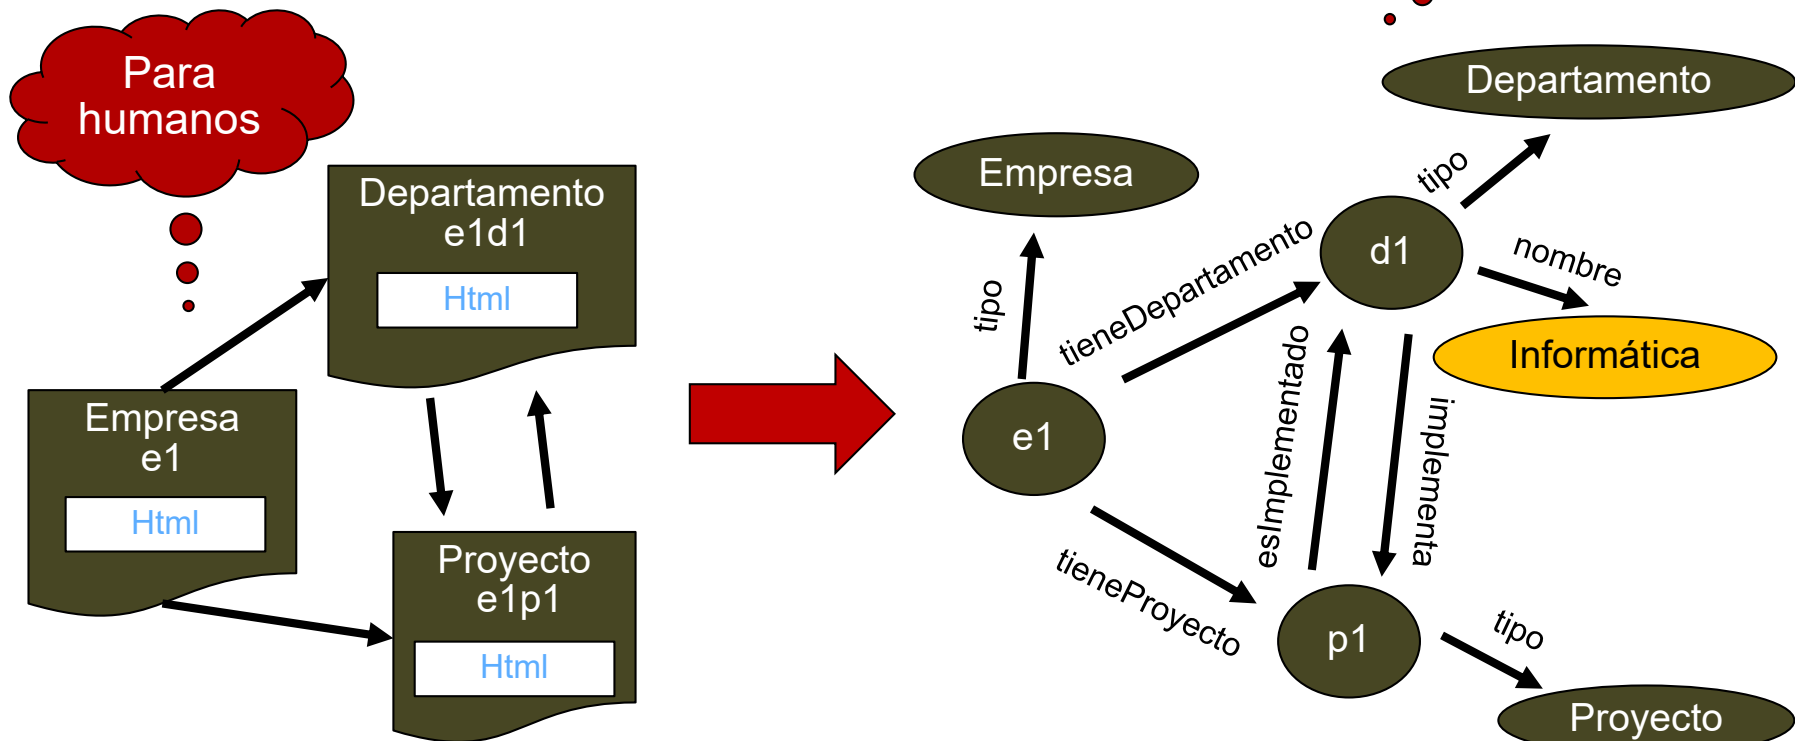 Para
humanos
Departamento
e1d1
Html
Empresa
e1
Html
Proyecto
e1p1
Html
Departamento
Empresa
tipo
d1
nombre
tieneDepartamento
tipo
Informática
e1
esImplementado
implementa
tieneProyecto
p1
tipo
Proyecto